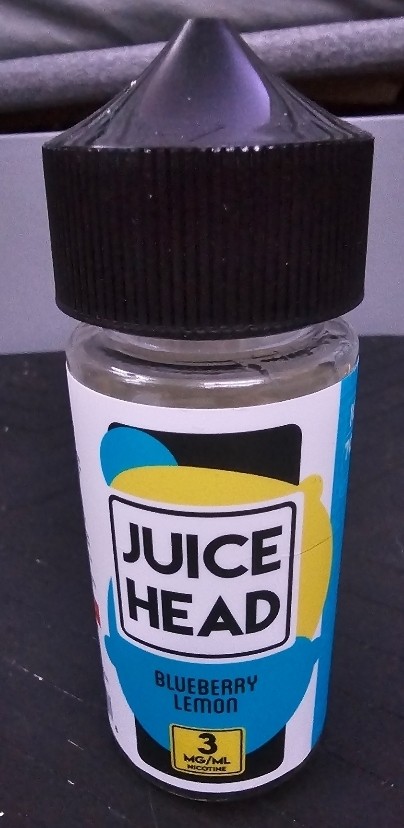 JUICE
HEAD
BLUEBERRY
LEMON
3
MG/ML
NICOTINE